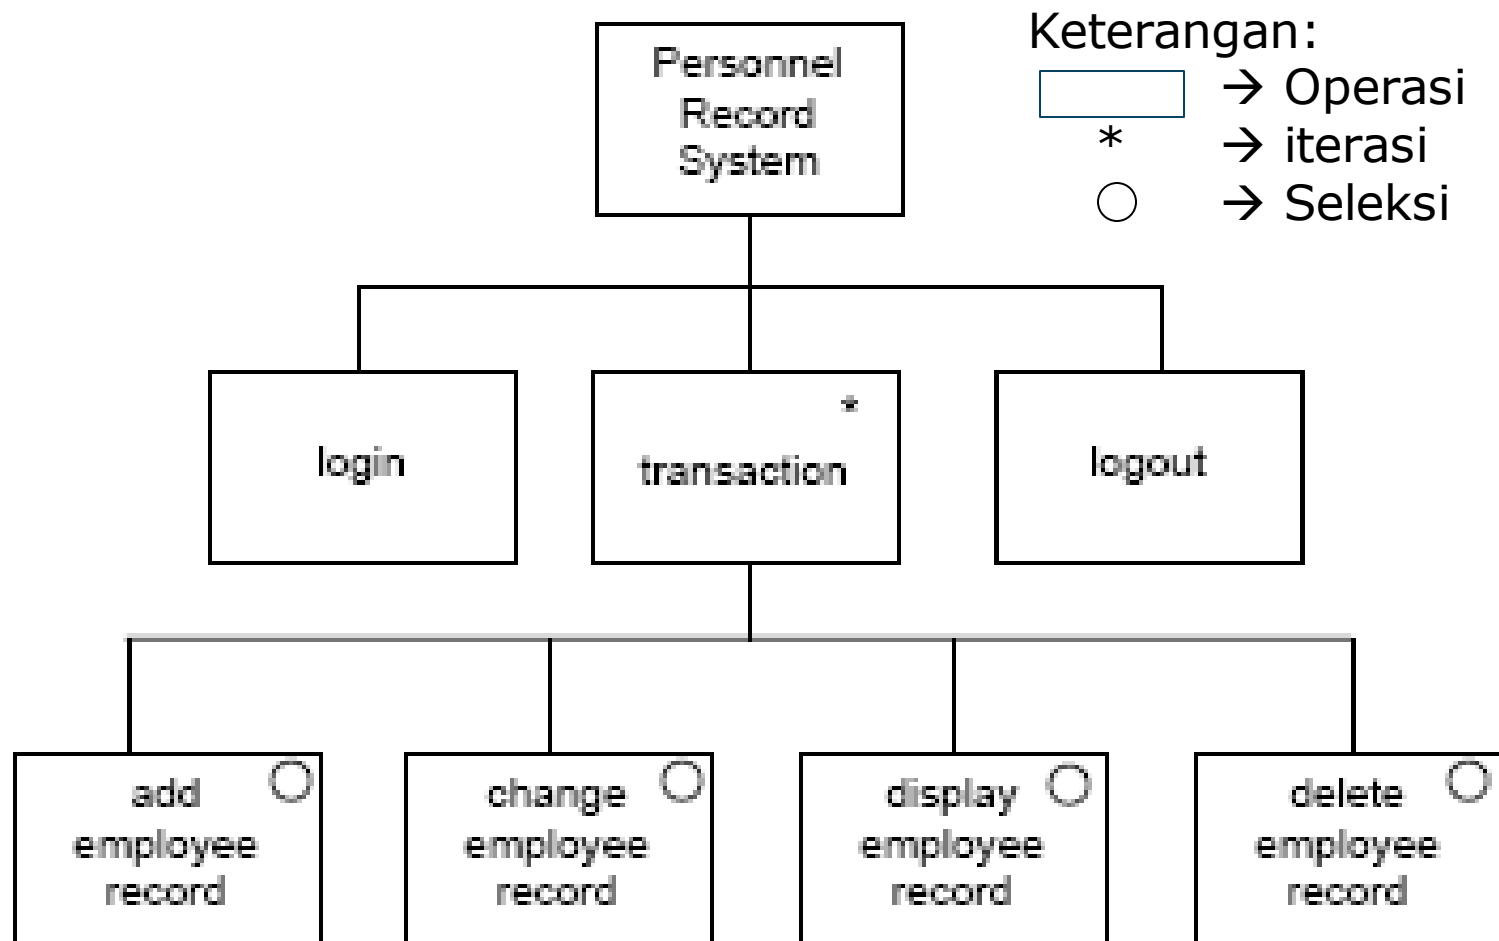 Personnel
Record
System
Keterangan:
→ Operasi
* → iterasi
→ Seleksi
login
*
transaction
logout
add
employee
record
change
employee
record
display
employee
record
delete
employee
record